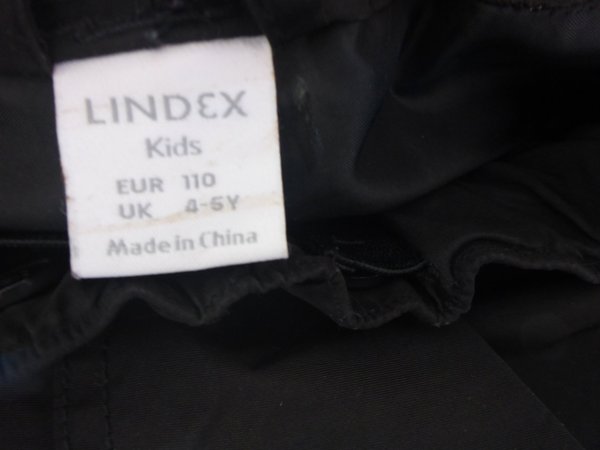 LINDEX
Kids
EUR 110
UK 4-5Y
Made in China